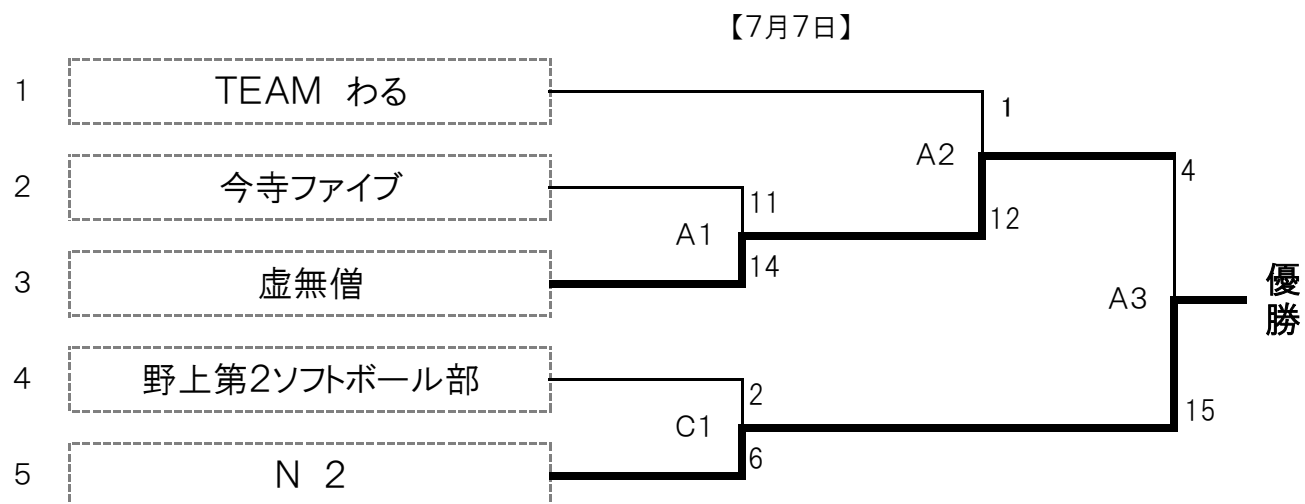 【7月7日】
1 TEAM わる 1
A2 4
2 今寺ファイブ 11
A1 12
3 虚無僧 14
A3 優勝
4 野上第2ソフトボール部 2
C1 15
5 N 2 6